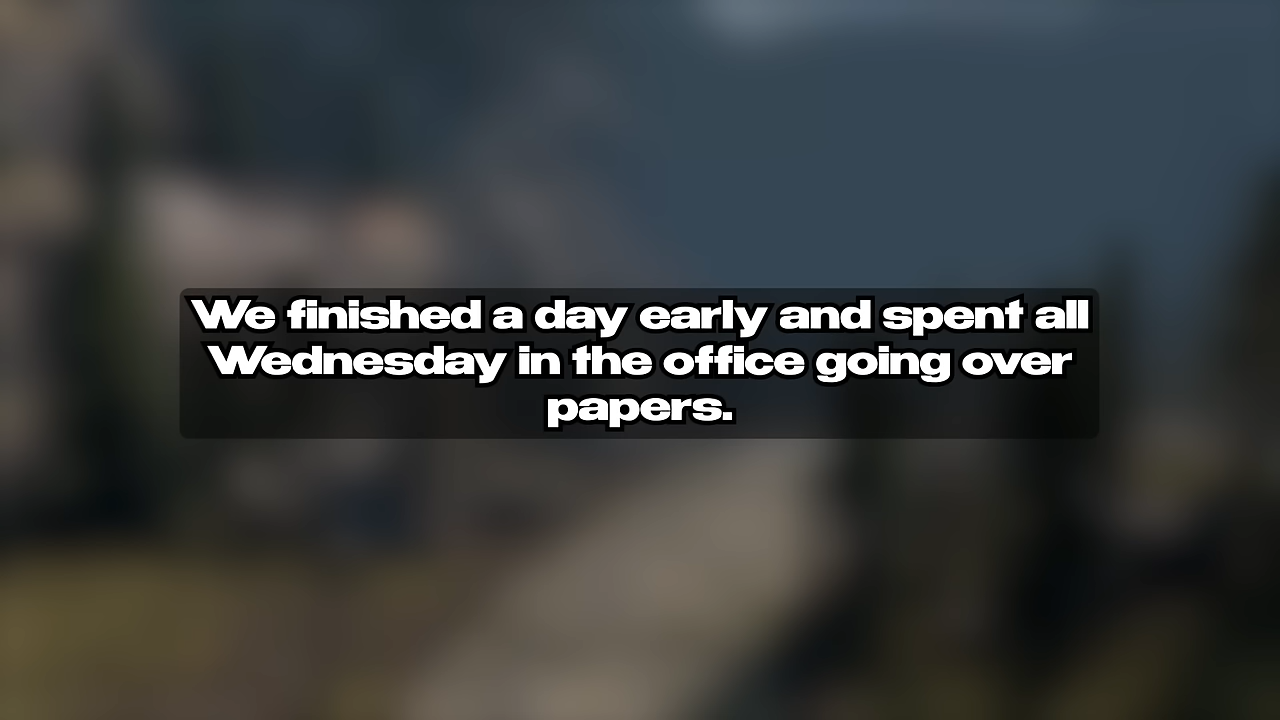 We finished a day early and spent all
Wednesday in the office going over
papers.